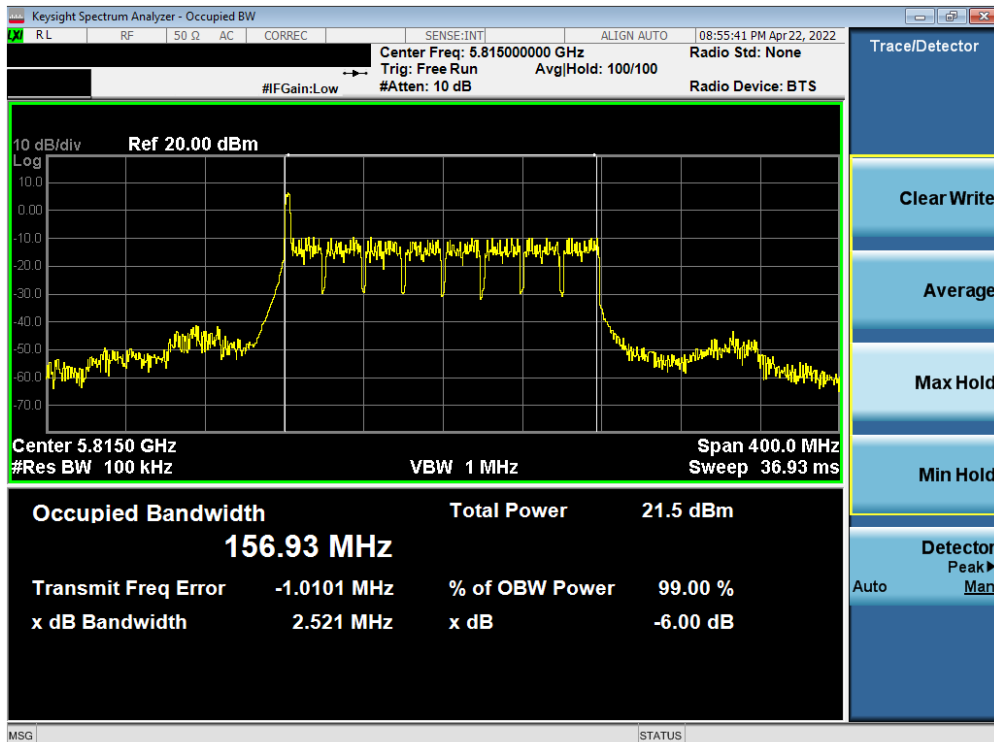 Keysight Spectrum Analyzer - Occupied BW
LXI RL RF 50 Ω AC CORREC SENSE:INT ALIGN AUTO 08:55:41 PM Apr 22, 2022
Center Freq: 5.815000000 GHz Radio Std: None
Trig: Free Run Avg|Hold: 100/100
#IFGain:Low #Atten: 10 dB Radio Device: BTS
Trace/Detector
10 dB/div Ref 20.00 dBm
Log
10.0
0.00
-10.0
-20.0
-30.0
-40.0
-50.0
-60.0
-70.0
Center 5.8150 GHz Span 400.0 MHz
#Res BW 100 kHz VBW 1 MHz Sweep 36.93 ms
Occupied Bandwidth Total Power 21.5 dBm
156.93 MHz
Transmit Freq Error -1.0101 MHz % of OBW Power 99.00 %
x dB Bandwidth 2.521 MHz x dB -6.00 dB
Clear Write
Average
Max Hold
Min Hold
Detector
Peak▶
Auto Man
MSG STATUS